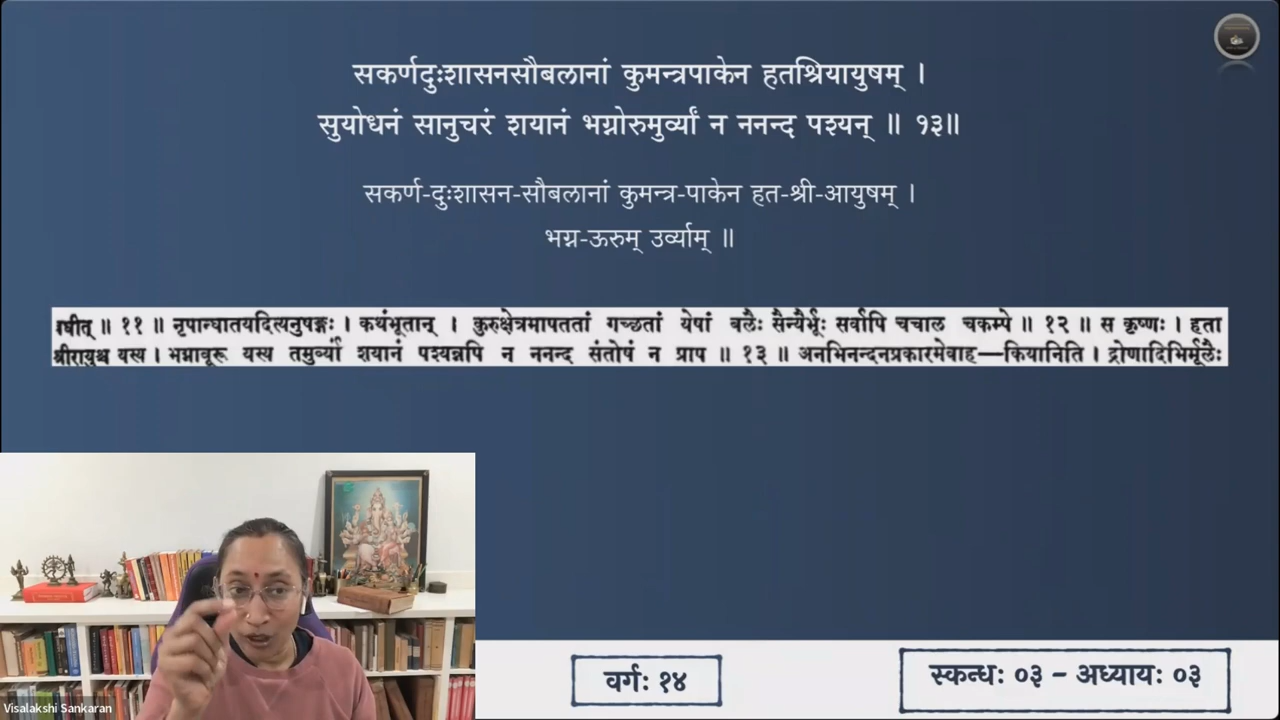 सकर्णदुःशासनसौबलानां कुमन्त्रपाकेन हतश्रियायुषम् ।
सुयोधनं सानुचरं शयानं भग्नोरुमुर्व्यां न ननन्द पश्यन् ॥ १३॥
सकर्ण-दुःशासन-सौबलानां कुमन्त्र-पाकेन हत-श्री-आयुषम् ।
भग्न-ऊरुम् उर्व्याम् ॥
॥ ११ ॥ नृपान्घातयदित्यनुषङ्गः । कथंभूतान् । कुरुक्षेत्रमापततां गच्छतां येषां बलैः सैन्यैर्भूः सर्वापि चचाल चकम्पे ॥ १२ ॥ स कृष्णः । हता
श्रीरायुश्च यस्य । भग्नावूरू यस्य तमुर्व्यां शयानं पश्यन्नपि न ननन्द संतोषं न प्राप ॥ १३ ॥ अनभिनन्दनप्रकारमेवाह—कियानिति । द्रोणादिभिर्मूलैः
Visalakshi Sankaran
वर्गः १४
स्कन्धः ०३ – अध्यायः ०३